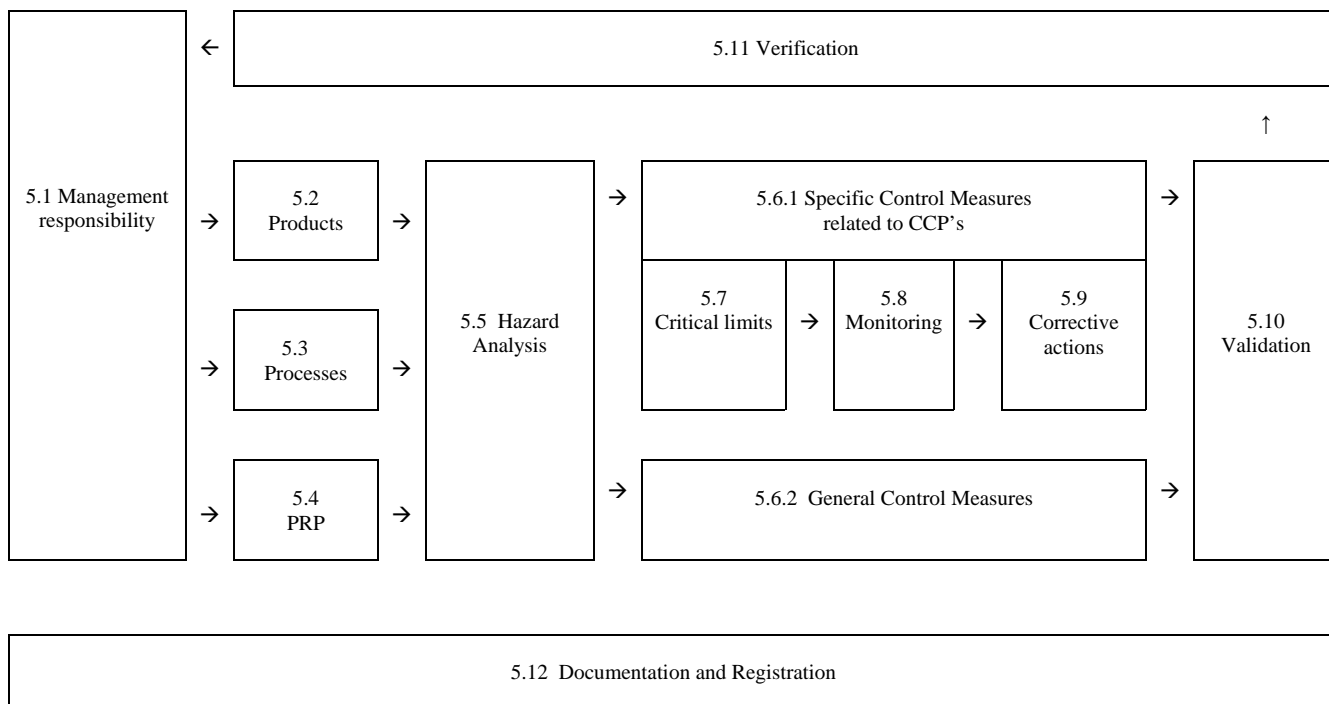 ← 5.11 Verification
↑
5.1 Management
responsibility
→ 5.2
Products
→
→ 5.3
Processes
→
→ 5.4
PRP
→
5.5 Hazard
Analysis
→ 5.6.1 Specific Control Measures
related to CCP’s
→
5.7
Critical limits
→ 5.8
Monitoring
→ 5.9
Corrective
actions
→ 5.6.2 General Control Measures →
5.10
Validation
5.12 Documentation and Registration